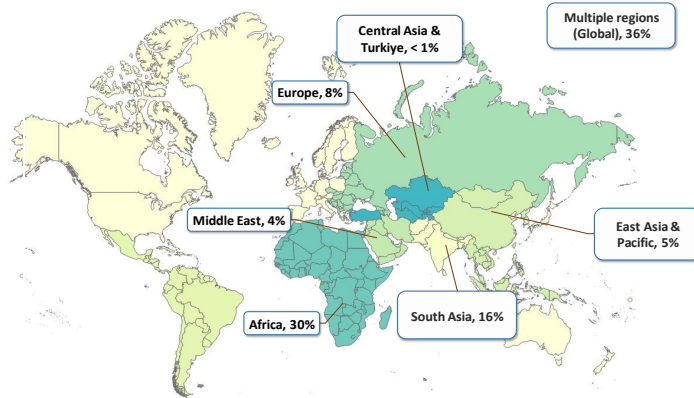 Central Asia &
Turkiye, < 1%
Multiple regions
(Global), 36%
Europe, 8%
Middle East, 4%
East Asia &
Pacific, 5%
Africa, 30%
South Asia, 16%